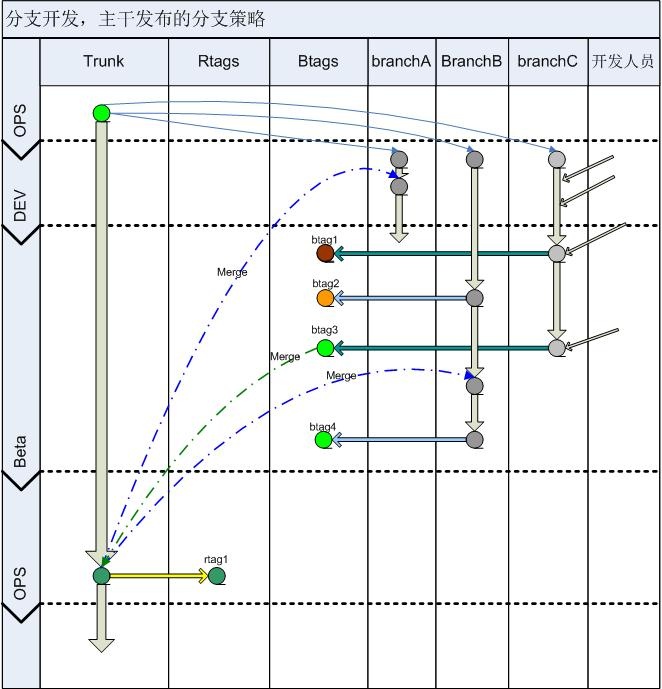 分支开发，主干发布的分支策略
Trunk
Rtags
Btags
branchA
BranchB
branchC
开发人员
OPS
DEV
btag1
Merge
btag2
btag3
Merge
Merge
btag4
Beta
rtag1
OPS